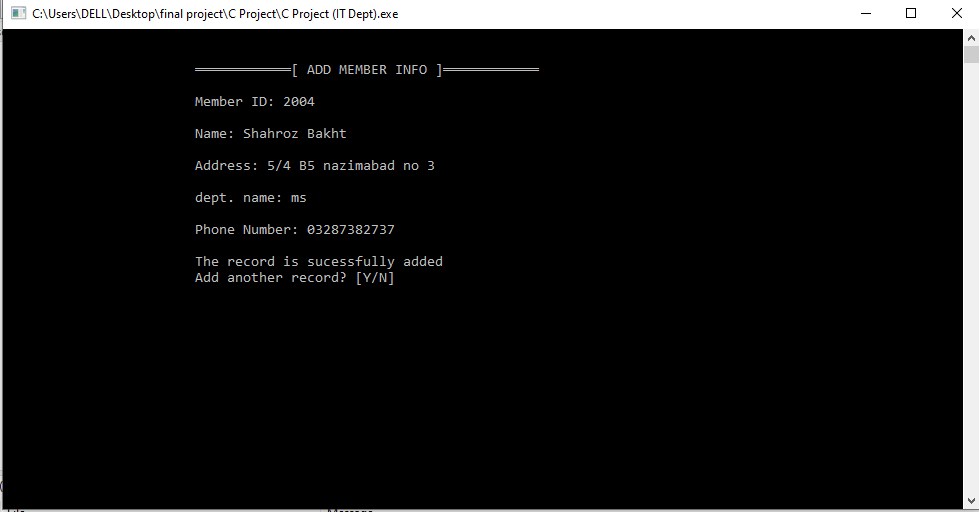 C:\Users\DELL\Desktop\final project\C Project\C Project (IT Dept).exe
════════════[ ADD MEMBER INFO ]════════════
Member ID: 2004
Name: Shahroz Bakht
Address: 5/4 B5 nazimabad no 3
dept. name: ms
Phone Number: 03287382737
The record is sucessfully added
Add another record? [Y/N]